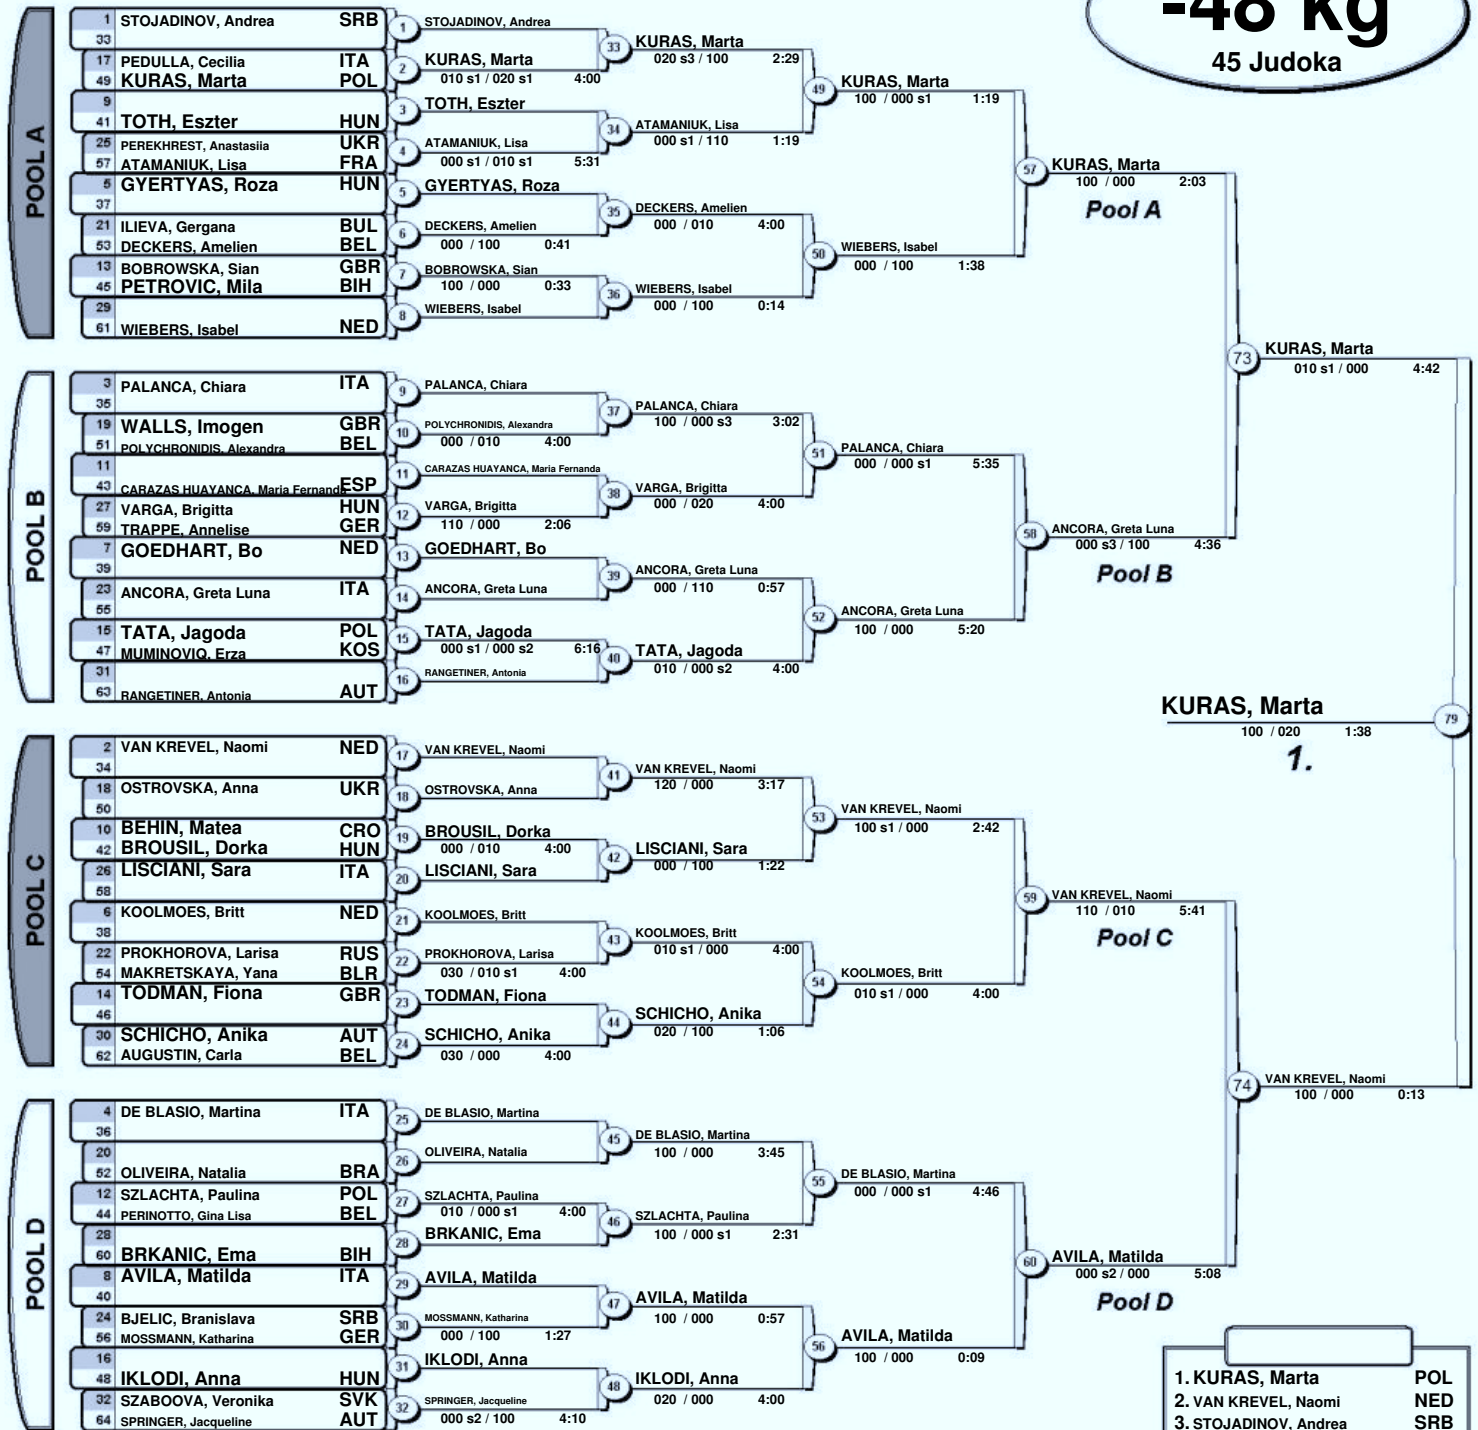 -48 kg
45 Judoka
POOL A
1 STOJADINOV, Andrea SRB
33
17 PEDULLA, Cecilia ITA
49 KURAS, Marta POL
9
41 TOTH, Eszter HUN
25 PEREKHREST, Anastasiia UKR
57 ATAMANIUK, Lisa FRA
5 GYERTYAS, Roza HUN
37
21 ILIEVA, Gergana BUL
53 DECKERS, Amelien BEL
13 BOBROWSKA, Sian GBR
45 PETROVIC, Mila BIH
29
61 WIEBERS, Isabel NED
1 STOJADINOV, Andrea
2 KURAS, Marta
010 s1 / 020 s1 4:00
3 TOTH, Eszter
4 ATAMANIUK, Lisa
000 s1 / 010 s1 5:31
5 GYERTYAS, Roza
6 DECKERS, Amelien
000 / 100 0:41
7 BOBROWSKA, Sian
100 / 000 0:33
8 WIEBERS, Isabel
33 KURAS, Marta
020 s3 / 100 2:29
34 ATAMANIUK, Lisa
000 s1 / 110 1:19
35 DECKERS, Amelien
000 / 010 4:00
36 WIEBERS, Isabel
000 / 100 0:14
49 KURAS, Marta
100 / 000 s1 1:19
50 WIEBERS, Isabel
000 / 100 1:38
57 KURAS, Marta
100 / 000 2:03
Pool A
POOL B
3 PALANCA, Chiara ITA
35
19 WALLS, Imogen GBR
51 POLYCHRONIDIS, Alexandra BEL
11
43 CARAZAS HUAYANCA, Maria Fernanda ESP
27 VARGA, Brigitta HUN
59 TRAPPE, Annelise GER
7 GOEDHART, Bo NED
39
23 ANCORA, Greta Luna ITA
55
15 TATA, Jagoda POL
47 MUMINOVIQ, Erza KOS
31
63 RANGETINER, Antonia AUT
9 PALANCA, Chiara
10 POLYCHRONIDIS, Alexandra
000 / 010 4:00
11 CARAZAS HUAYANCA, Maria Fernanda
12 VARGA, Brigitta
110 / 000 2:06
13 GOEDHART, Bo
14 ANCORA, Greta Luna
15 TATA, Jagoda
000 s1 / 000 s2 6:16
16 RANGETINER, Antonia
37 PALANCA, Chiara
100 / 000 s3 3:02
38 VARGA, Brigitta
000 / 020 4:00
39 ANCORA, Greta Luna
000 / 110 0:57
40 TATA, Jagoda
010 / 000 s2 4:00
51 PALANCA, Chiara
000 / 000 s1 5:35
52 ANCORA, Greta Luna
100 / 000 5:20
58 ANCORA, Greta Luna
000 s3 / 100 4:36
Pool B
73 KURAS, Marta
010 s1 / 000 4:42
KURAS, Marta 79
100 / 020 1:38
1.
POOL C
2 VAN KREVEL, Naomi NED
34
18 OSTROVSKA, Anna UKR
50
10 BEHIN, Matea CRO
42 BROUSIL, Dorka HUN
26 LISCIANI, Sara ITA
58
6 KOOLMOES, Britt NED
38
22 PROKHOROVA, Larisa RUS
54 MAKRETSKAYA, Yana BLR
14 TODMAN, Fiona GBR
46
30 SCHICHO, Anika AUT
62 AUGUSTIN, Carla BEL
17 VAN KREVEL, Naomi
18 OSTROVSKA, Anna
19 BROUSIL, Dorka
000 / 010 4:00
20 LISCIANI, Sara
21 KOOLMOES, Britt
22 PROKHOROVA, Larisa
030 / 010 s1 4:00
23 TODMAN, Fiona
24 SCHICHO, Anika
030 / 000 4:00
41 VAN KREVEL, Naomi
120 / 000 3:17
42 LISCIANI, Sara
000 / 100 1:22
43 KOOLMOES, Britt
010 s1 / 000 4:00
44 SCHICHO, Anika
020 / 100 1:06
53 VAN KREVEL, Naomi
100 s1 / 000 2:42
54 KOOLMOES, Britt
010 s1 / 000 4:00
59 VAN KREVEL, Naomi
110 / 010 5:41
Pool C
POOL D
4 DE BLASIO, Martina ITA
36
20
52 OLIVEIRA, Natalia BRA
12 SZLACHTA, Paulina POL
44 PERINOTTO, Gina Lisa BEL
28
60 BRKANIC, Ema BIH
8 AVILA, Matilda ITA
40
24 BJELIC, Branislava SRB
56 MOSSMANN, Katharina GER
16
48 IKLODI, Anna HUN
32 SZABOOVA, Veronika SVK
64 SPRINGER, Jacqueline AUT
25 DE BLASIO, Martina
26 OLIVEIRA, Natalia
27 SZLACHTA, Paulina
010 / 000 s1 4:00
28 BRKANIC, Ema
29 AVILA, Matilda
30 MOSSMANN, Katharina
000 / 100 1:27
31 IKLODI, Anna
32 SPRINGER, Jacqueline
000 s2 / 100 4:10
45 DE BLASIO, Martina
100 / 000 3:45
46 SZLACHTA, Paulina
100 / 000 s1 2:31
47 AVILA, Matilda
100 / 000 0:57
48 IKLODI, Anna
020 / 000 4:00
55 DE BLASIO, Martina
000 / 000 s1 4:46
56 AVILA, Matilda
100 / 000 0:09
60 AVILA, Matilda
000 s2 / 000 5:08
Pool D
74 VAN KREVEL, Naomi
100 / 000 0:13
1. KURAS, Marta POL
2. VAN KREVEL, Naomi NED
3. STOJADINOV, Andrea SRB